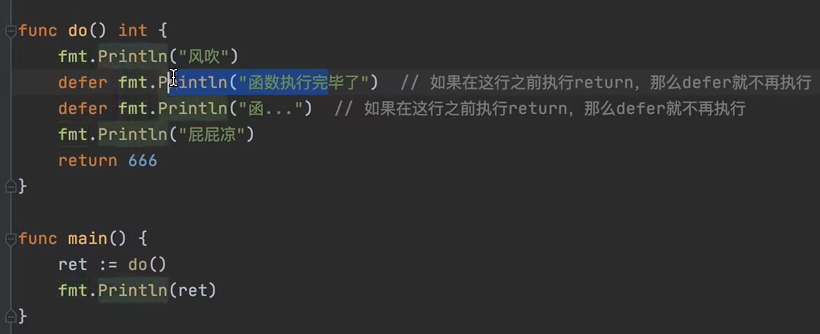 func do() int {
fmt.Println("风吹")
defer fmt.Println("函数执行完毕了") // 如果在这行之前执行return，那么defer就不再执行
defer fmt.Println("函...") // 如果在这行之前执行return，那么defer就不再执行
fmt.Println("屁屁凉")
return 666
}
func main() {
ret := do()
fmt.Println(ret)
}